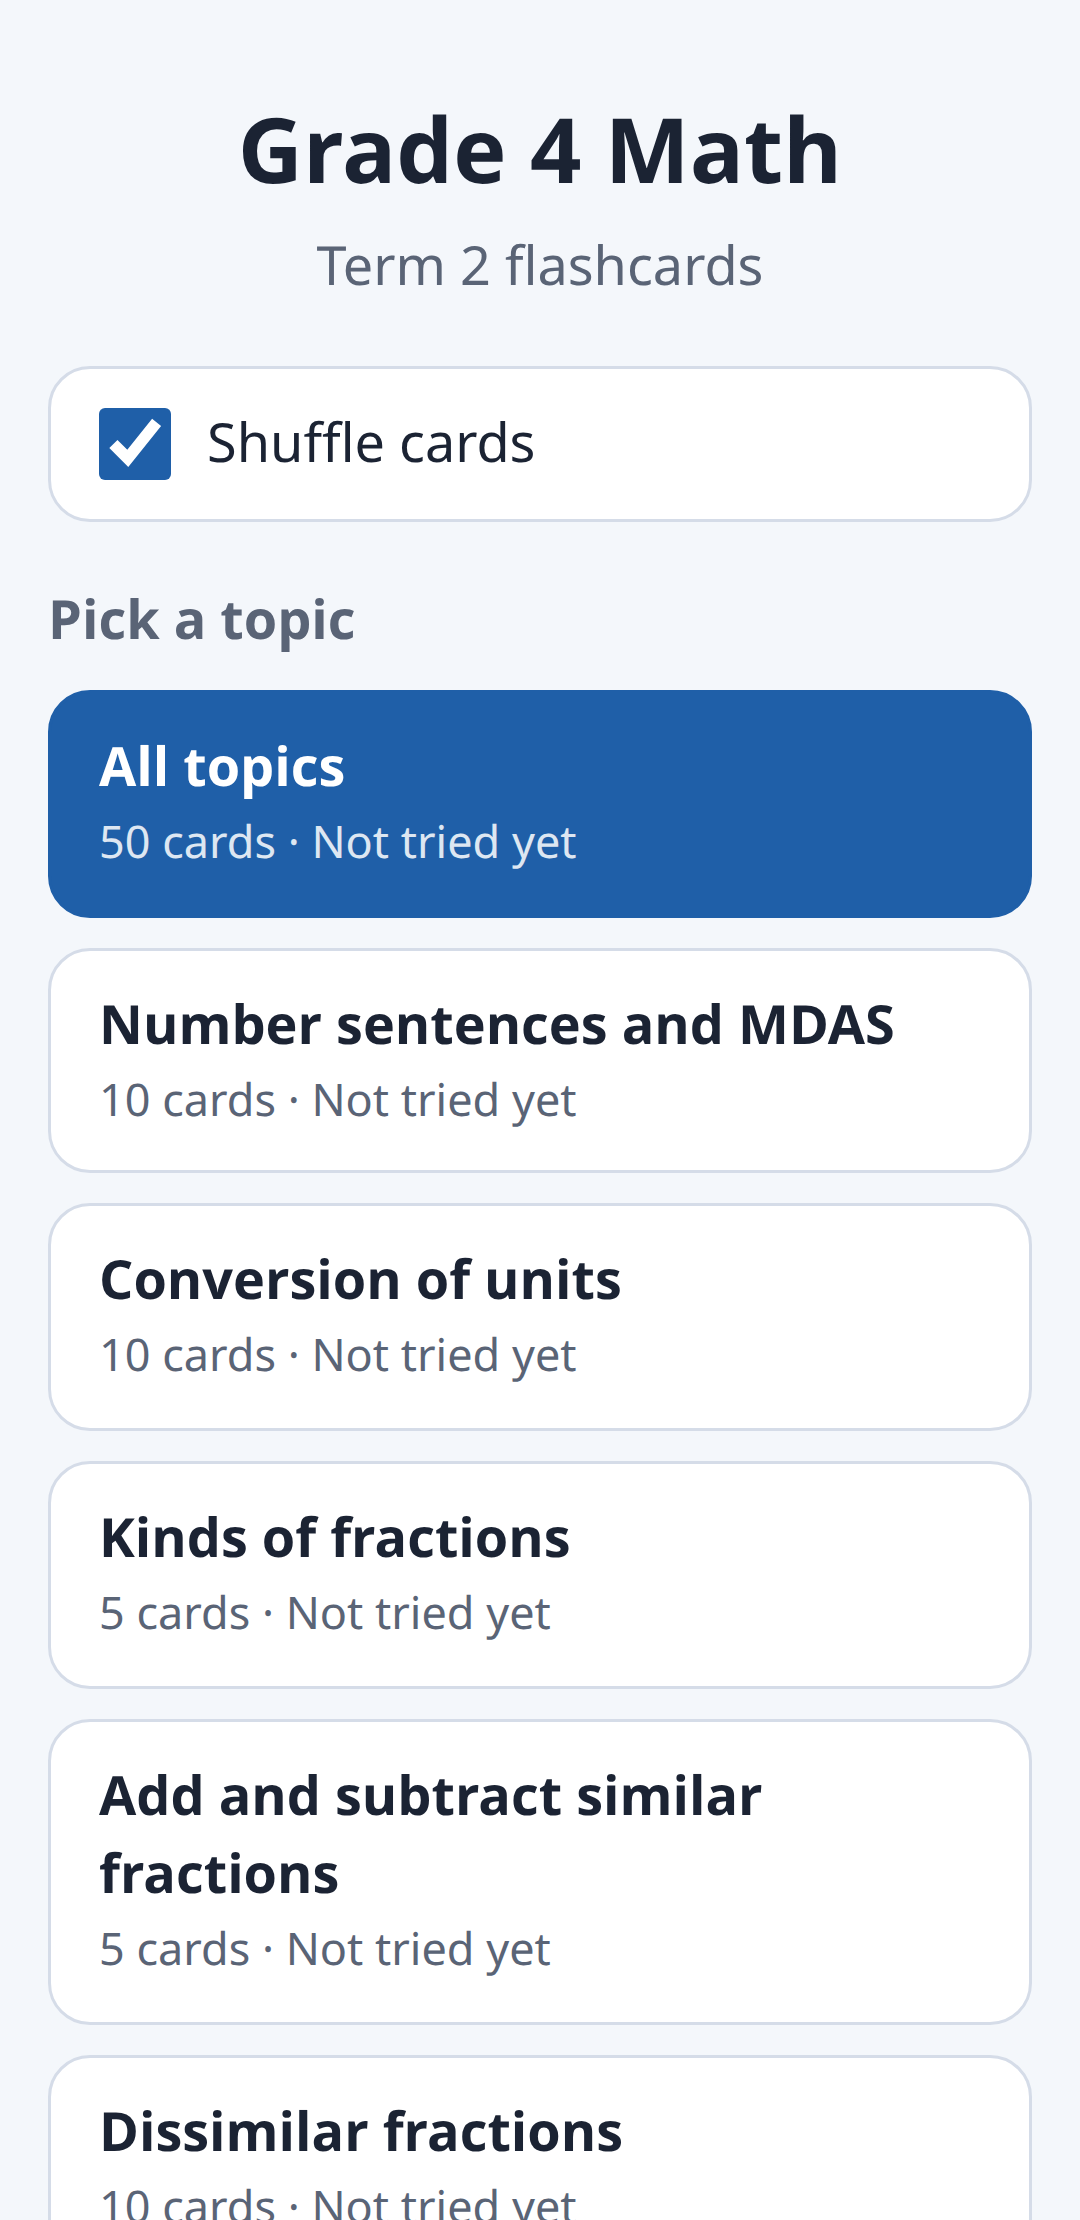 Grade 4 Math
Term 2 flashcards
Shuffle cards
Pick a topic
All topics
50 cards · Not tried yet
Number sentences and MDAS
10 cards · Not tried yet
Conversion of units
10 cards · Not tried yet
Kinds of fractions
5 cards · Not tried yet
Add and subtract similar
fractions
5 cards · Not tried yet
Dissimilar fractions
10 cards · Not tried yet